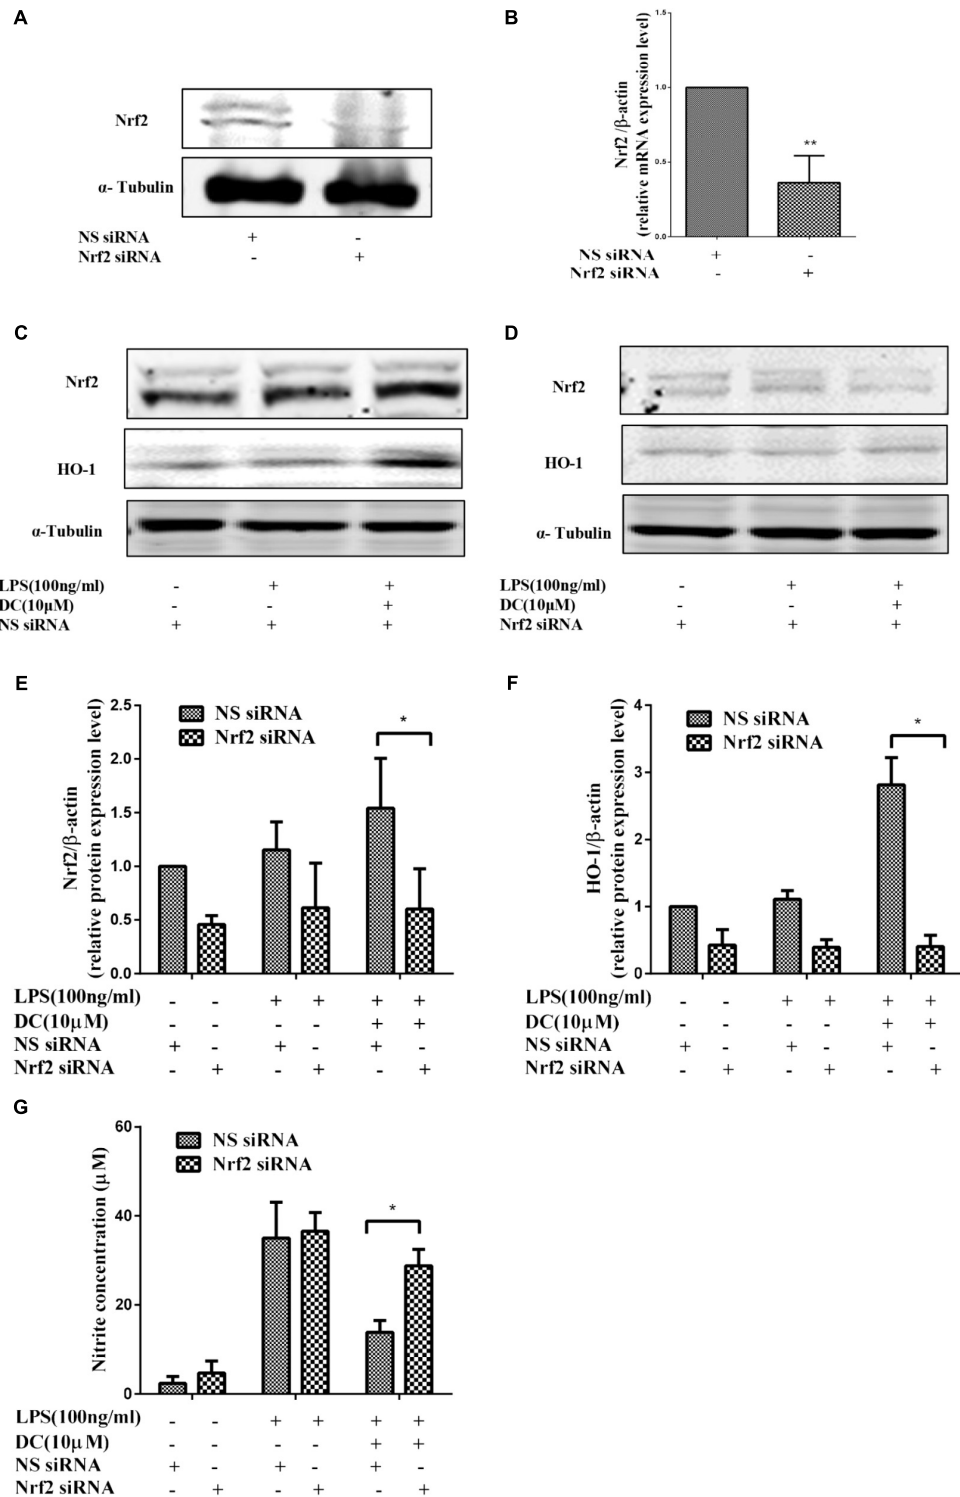 A
Nrf2
α- Tubulin
NS siRNA + -
Nrf2 siRNA - +
B
Nrf2 /β-actin
(relative mRNA expression level)
1.5
1.0
0.5
0.0
**
NS siRNA + -
Nrf2 siRNA - +
C
Nrf2
HO-1
α-Tubulin
LPS(100ng/ml) - + +
DC(10μM) - - +
NS siRNA + + +
D
Nrf2
HO-1
α- Tubulin
LPS(100ng/ml) - + +
DC(10μM) - - +
Nrf2 siRNA + + +
E
Nrf2/β-actin
(relative protein expression level)
2.5
2.0
1.5
1.0
0.5
0.0
NS siRNA
Nrf2 siRNA
*
LPS(100ng/ml) - - + + + +
DC(10μM) - - - - + +
NS siRNA + - + - + -
Nrf2 siRNA - + - + - +
F
HO-1/β-actin
(relative protein expression level)
4
3
2
1
0
NS siRNA
Nrf2 siRNA
*
LPS(100ng/ml) - - + + + +
DC(10μM) - - - - + +
NS siRNA + - + - + -
Nrf2 siRNA - + - + - +
G
Nitrite concentration (μM)
60
40
20
0
NS siRNA
Nrf2 siRNA
*
LPS(100ng/ml) - - + + + +
DC(10μM) - - - - + +
NS siRNA + - + - + -
Nrf2 siRNA - + - + - +